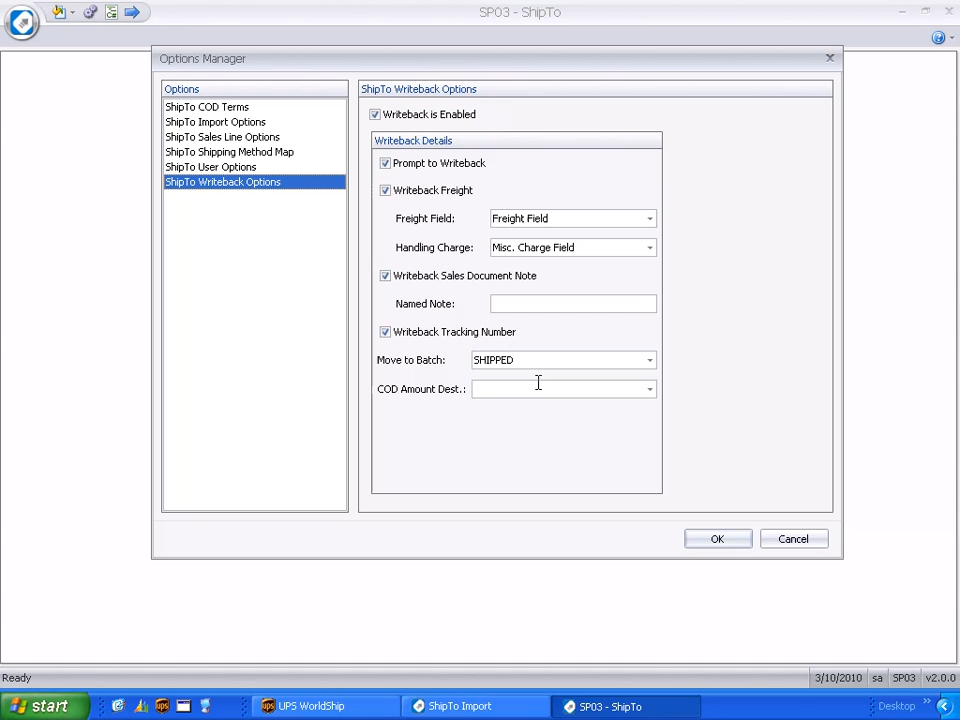 SP03 - ShipTo
Options Manager
Options
ShipTo COD Terms
ShipTo Import Options
ShipTo Sales Line Options
ShipTo Shipping Method Map
ShipTo User Options
ShipTo Writeback Options
ShipTo Writeback Options
Writeback is Enabled
Writeback Details
Prompt to Writeback
Writeback Freight
Freight Field: Freight Field
Handling Charge: Misc. Charge Field
Writeback Sales Document Note
Named Note:
Writeback Tracking Number
Move to Batch: SHIPPED
COD Amount Dest.:
OK Cancel
Ready 3/10/2010 sa SP03 v2.0.0
start UPS WorldShip ShipTo Import SP03 - ShipTo Desktop